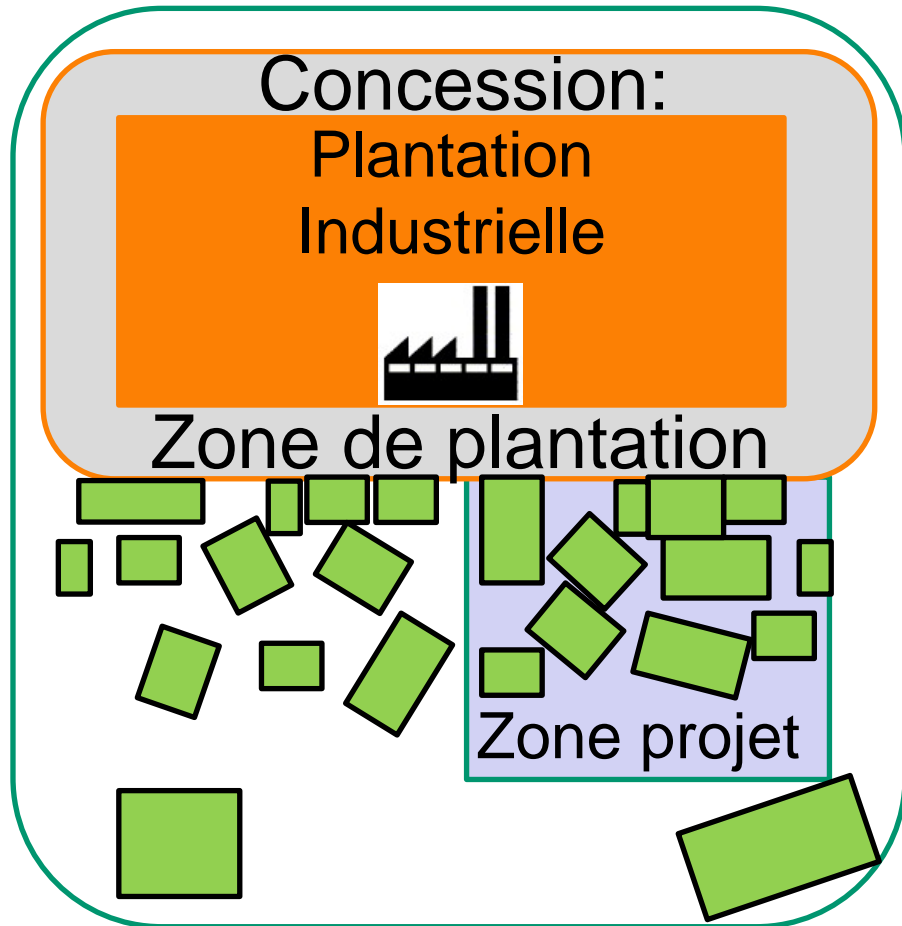 Concession:
Plantation
Industrielle
Zone de plantation
Zone projet